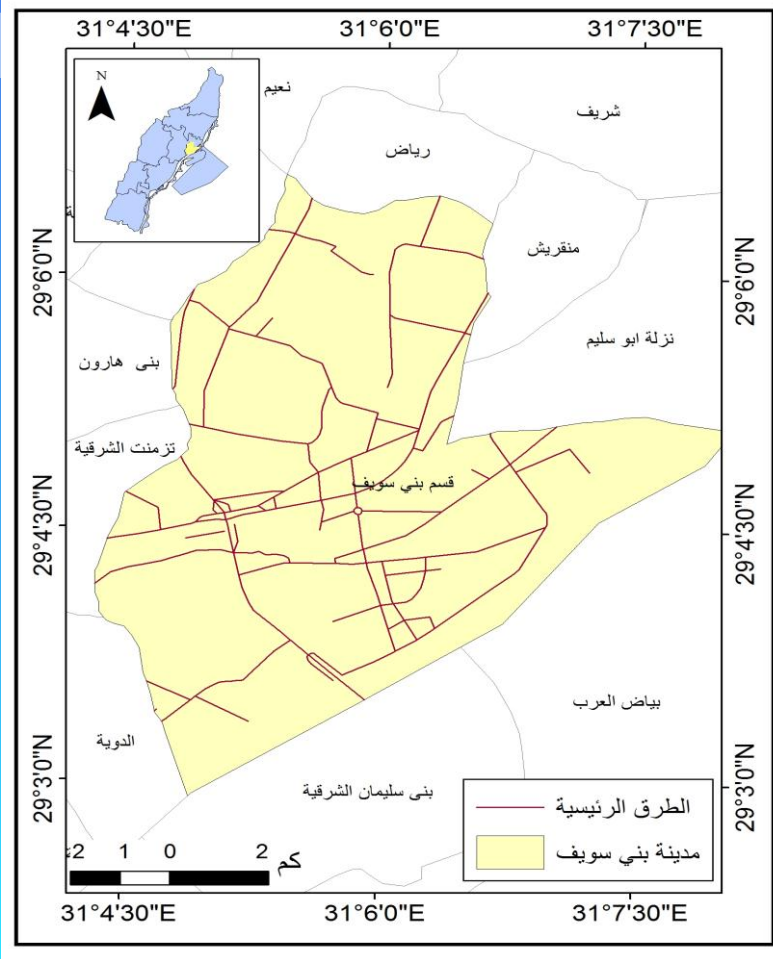 31°4'30"E 31°6'0"E 31°7'30"E
N
نعيم
شريف
رياض
منقريش
29°6'0"N
29°6'0"N
نزلة ابو سليم
بنى هارون
تزمنت الشرقية
قسم بني سويف
29°4'30"N
29°4'30"N
بياض العرب
الدوية
بنى سليمان الشرقية
29°3'0"N
29°3'0"N
الطرق الرئيسية
مدينة بني سويف
2 1 0 2
كم
31°4'30"E 31°6'0"E 31°7'30"E